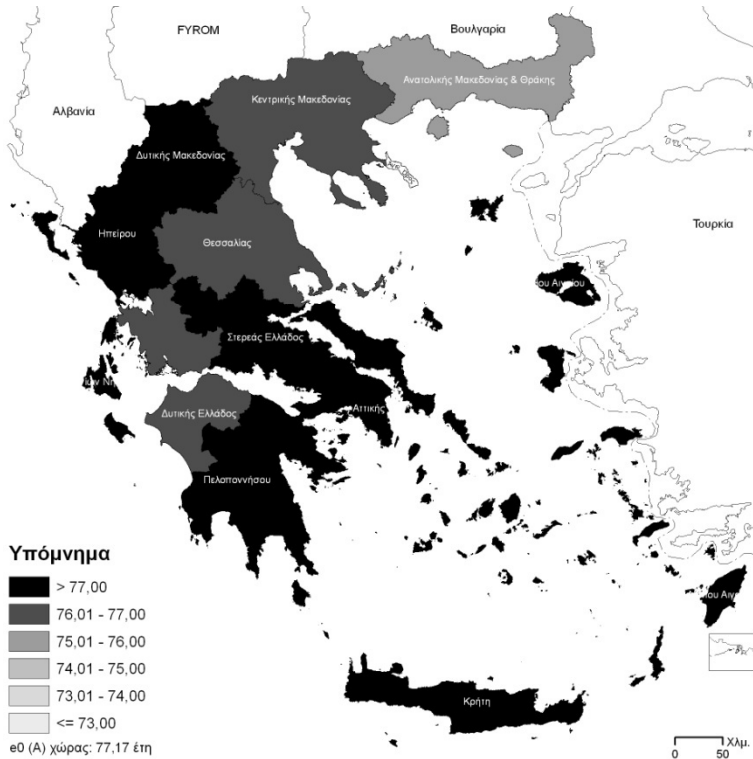 FYROM
Βουλγαρία
Αλβανία
Ανατολικής Μακεδονίας & Θράκης
Κεντρικής Μακεδονίας
Δυτικής Μακεδονίας
Τουρκία
Ηπείρου
Θεσσαλίας
Αιγαίου
Στερεάς Ελλάδος
Δυτικής Ελλάδος
Αττικής
Πελοποννήσου
Κρήτη
Υπόμνημα
> 77,00
76,01 - 77,00
75,01 - 76,00
74,01 - 75,00
73,01 - 74,00
<= 73,00
e0 (Α) χώρας: 77,17 έτη
Χλμ.
0 50